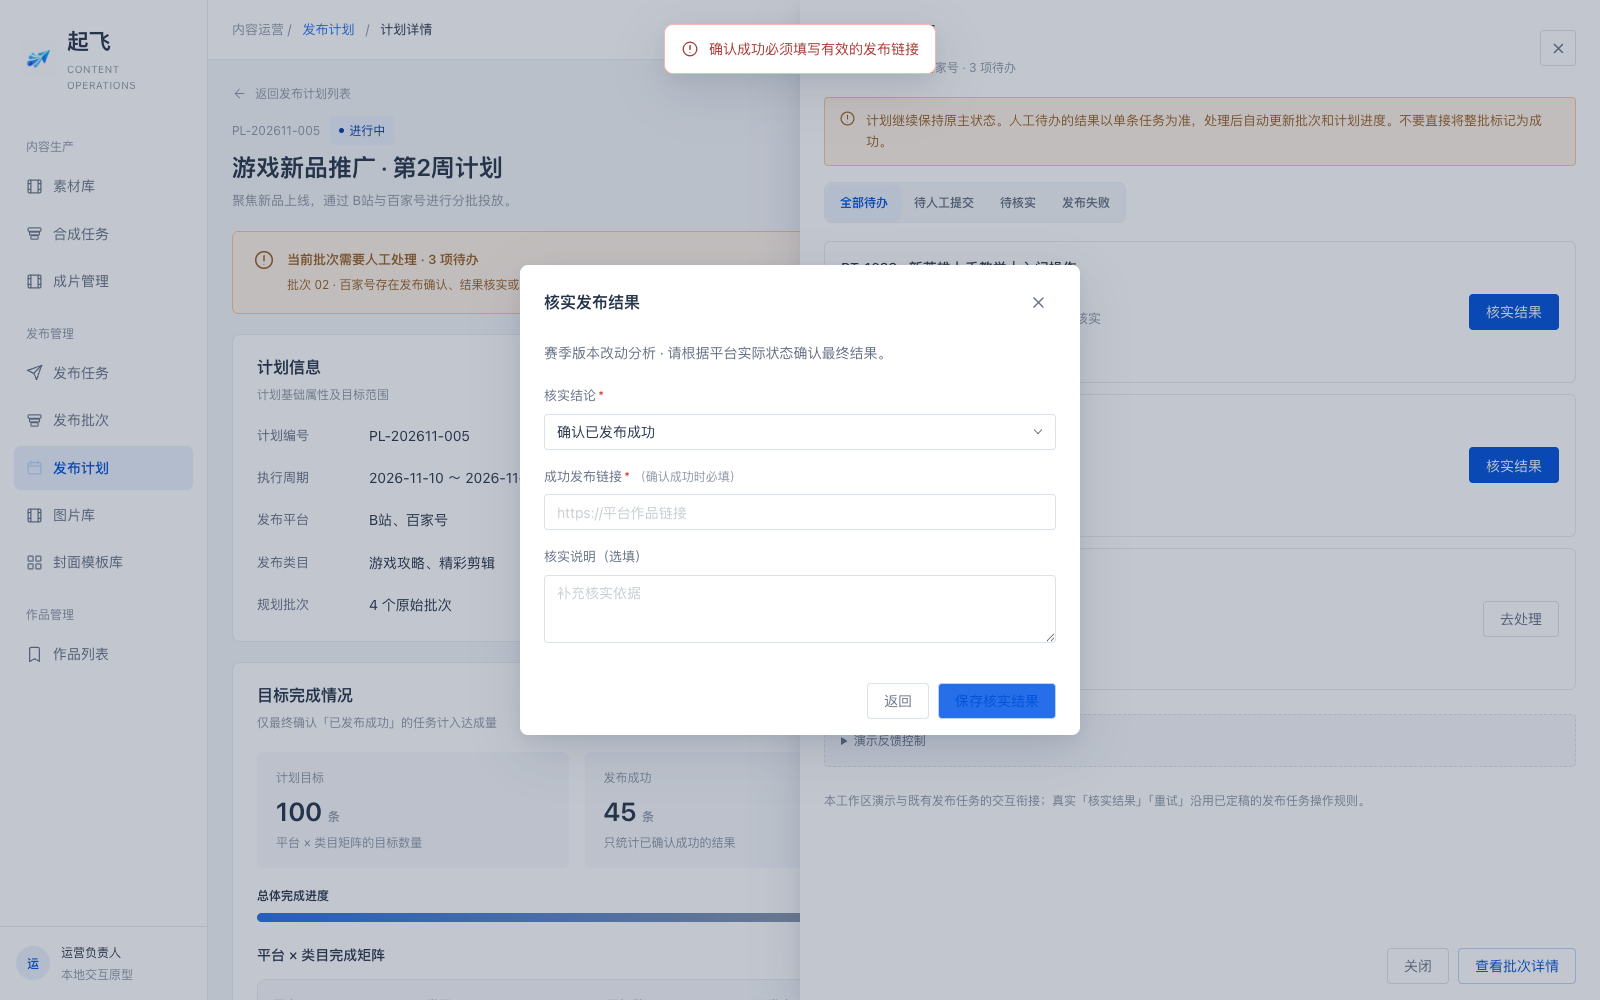 起飞
CONTENT
OPERATIONS
内容生产
素材库
合成任务
成片管理
发布管理
发布任务
发布批次
发布计划
图片库
封面模板库
作品管理
作品列表
运
运营负责人
本地交互原型
内容运营 / 发布计划 / 计划详情
返回发布计划列表
PL-202611-005 进行中
游戏新品推广 · 第2周计划
聚焦新品上线，通过 B站与百家号进行分批投放。
当前批次需要人工处理 · 3 项待办
批次 02 · 百家号存在发布确认、结果核实或
计划信息
计划基础属性及目标范围
计划编号 PL-202611-005
执行周期 2026-11-10 ～ 2026-11-
发布平台 B站、百家号
发布类目 游戏攻略、精彩剪辑
规划批次 4 个原始批次
目标完成情况
仅最终确认「已发布成功」的任务计入达成量
计划目标
100 条
平台 × 类目矩阵的目标数量
发布成功
45 条
只统计已确认成功的结果
总体完成进度
平台 × 类目完成矩阵
确认成功必须填写有效的发布链接
家号 · 3 项待办
计划继续保持原主状态。人工待办的结果以单条任务为准，处理后自动更新批次和计划进度。不要直接将整批标记为成
功。
全部待办 待人工提交 待核实 发布失败
核实
核实结果
核实结果
去处理
演示反馈控制
本工作区演示与既有发布任务的交互衔接；真实「核实结果」「重试」沿用已定稿的发布任务操作规则。
关闭 查看批次详情
核实发布结果
赛季版本改动分析 · 请根据平台实际状态确认最终结果。
核实结论 *
确认已发布成功
成功发布链接 * （确认成功时必填）
https://平台作品链接
核实说明（选填）
补充核实依据
返回 保存核实结果